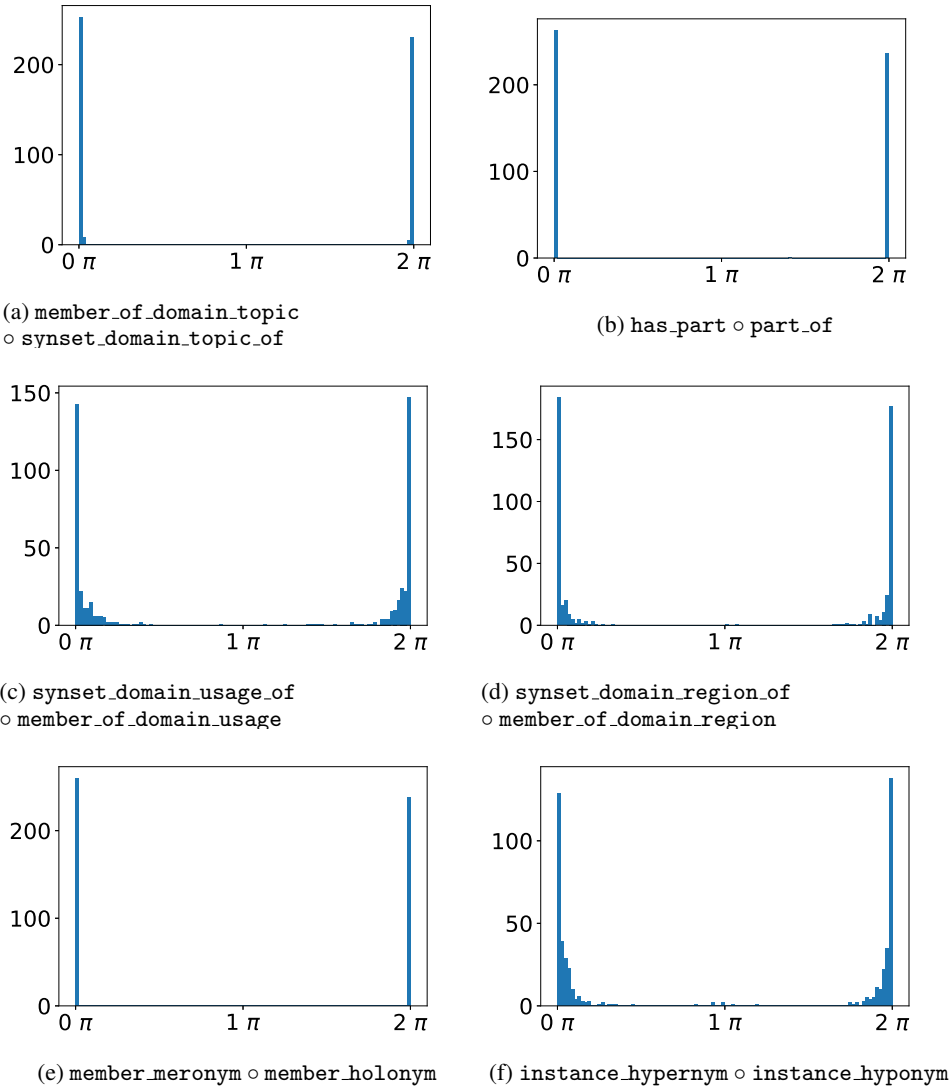 200
100
0
0 π 1 π 2 π
(a) member_of_domain_topic
∘ synset_domain_topic_of
200
100
0
0 π 1 π 2 π
(b) has_part ∘ part_of
150
100
50
0
0 π 1 π 2 π
(c) synset_domain_usage_of
∘ member_of_domain_usage
150
100
50
0
0 π 1 π 2 π
(d) synset_domain_region_of
∘ member_of_domain_region
200
100
0
0 π 1 π 2 π
(e) member_meronym ∘ member_holonym
100
50
0
0 π 1 π 2 π
(f) instance_hypernym ∘ instance_hyponym